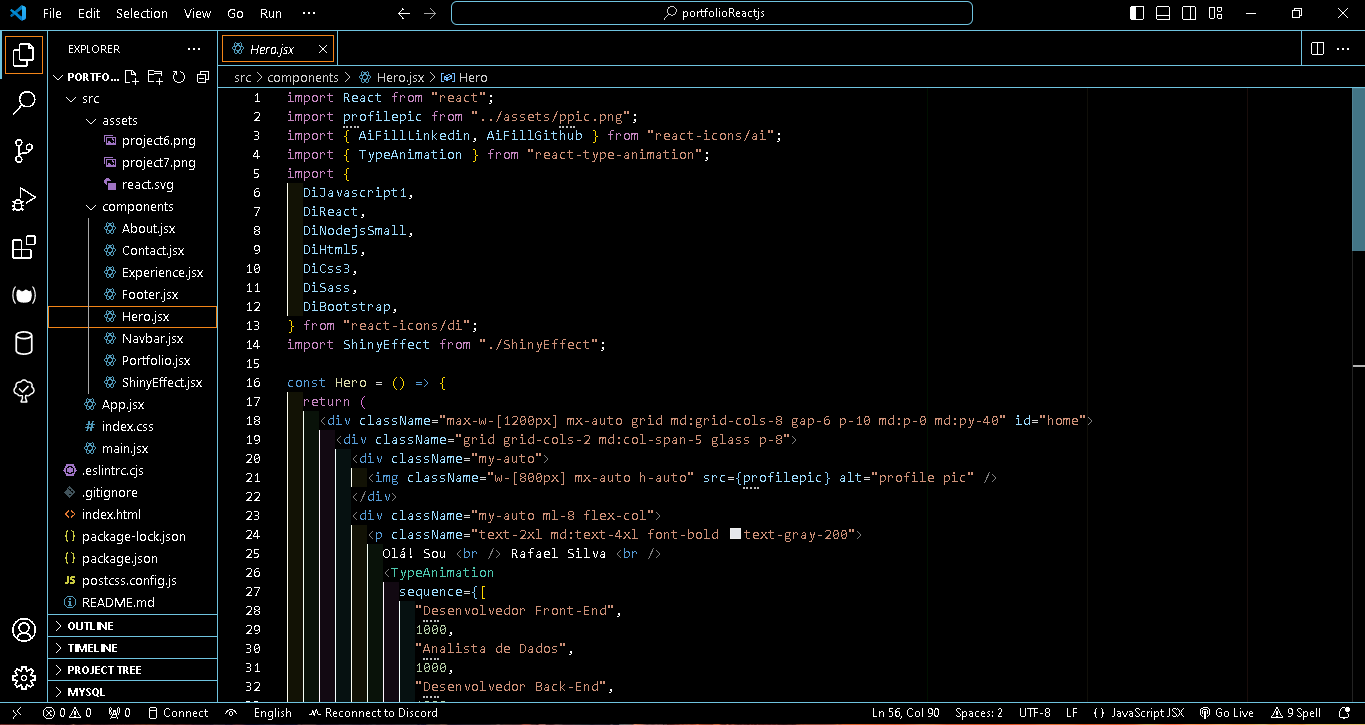 File Edit Selection View Go Run ··· portfolioReactjs
EXPLORER ···
PORTFO...
src
assets
project6.png
project7.png
react.svg
components
About.jsx
Contact.jsx
Experience.jsx
Footer.jsx
Hero.jsx
Navbar.jsx
Portfolio.jsx
ShinyEffect.jsx
App.jsx
# index.css
main.jsx
.eslintrc.cjs
.gitignore
<> index.html
{} package-lock.json
{} package.json
JS postcss.config.js
README.md
OUTLINE
TIMELINE
PROJECT TREE
MYSQL
Hero.jsx
src > components > Hero.jsx > Hero
1 import React from "react";
2 import profilepic from "../assets/ppic.png";
3 import { AiFillLinkedin, AiFillGithub } from "react-icons/ai";
4 import { TypeAnimation } from "react-type-animation";
5 import {
6 DiJavascript1,
7 DiReact,
8 DiNodejsSmall,
9 DiHtml5,
10 DiCss3,
11 DiSass,
12 DiBootstrap,
13 } from "react-icons/di";
14 import ShinyEffect from "./ShinyEffect";
15
16 const Hero = () => {
17 return (
18 <div className="max-w-[1200px] mx-auto grid md:grid-cols-8 gap-6 p-10 md:p-0 md:py-40" id="home">
19 <div className="grid grid-cols-2 md:col-span-5 glass p-8">
20 <div className="my-auto">
21 <img className="w-[800px] mx-auto h-auto" src={profilepic} alt="profile pic" />
22 </div>
23 <div className="my-auto ml-8 flex-col">
24 <p className="text-2xl md:text-4xl font-bold text-gray-200">
25 Olá! Sou <br /> Rafael Silva <br />
26 <TypeAnimation
27 sequence={[
28 "Desenvolvedor Front-End",
29 1000,
30 "Analista de Dados",
31 1000,
32 "Desenvolvedor Back-End",
0 0 0 Connect English Reconnect to Discord Ln 56, Col 90 Spaces: 2 UTF-8 LF {} JavaScript JSX Go Live 9 Spell